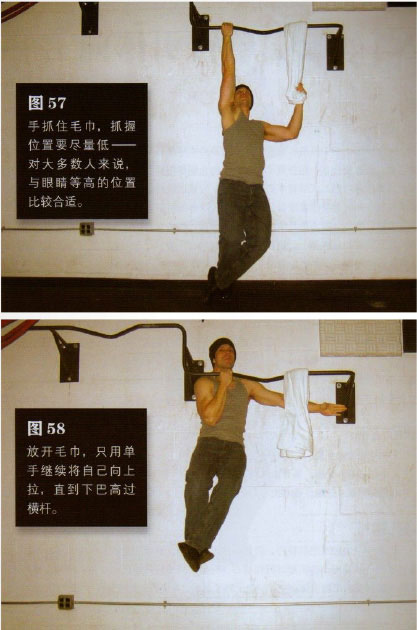 图 57
手抓住毛巾，抓握
位置要尽量低——
对大多数人来说，
与眼睛等高的位置
比较合适。
图 58
放开毛巾，只用单
手继续将自己向上
拉，直到下巴高过
横杆。